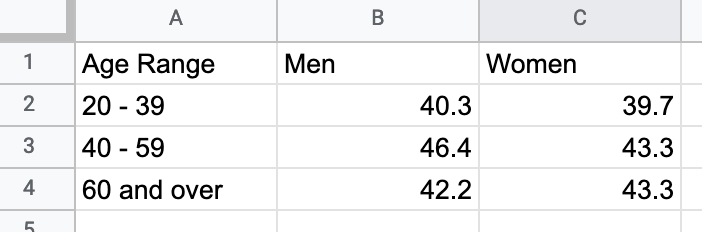 A B C
1 Age Range Men Women
2 20 - 39 40.3 39.7
3 40 - 59 46.4 43.3
4 60 and over 42.2 43.3
5